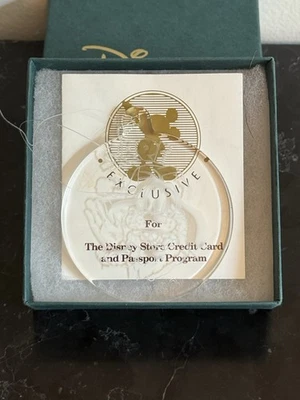 EXCLUSIVE
For
The Disney Store Credit Card
and Passport Program